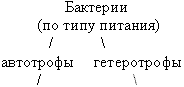 Бактерии
(по типу питания)
/ \
автотрофы гетеротрофы
/ \